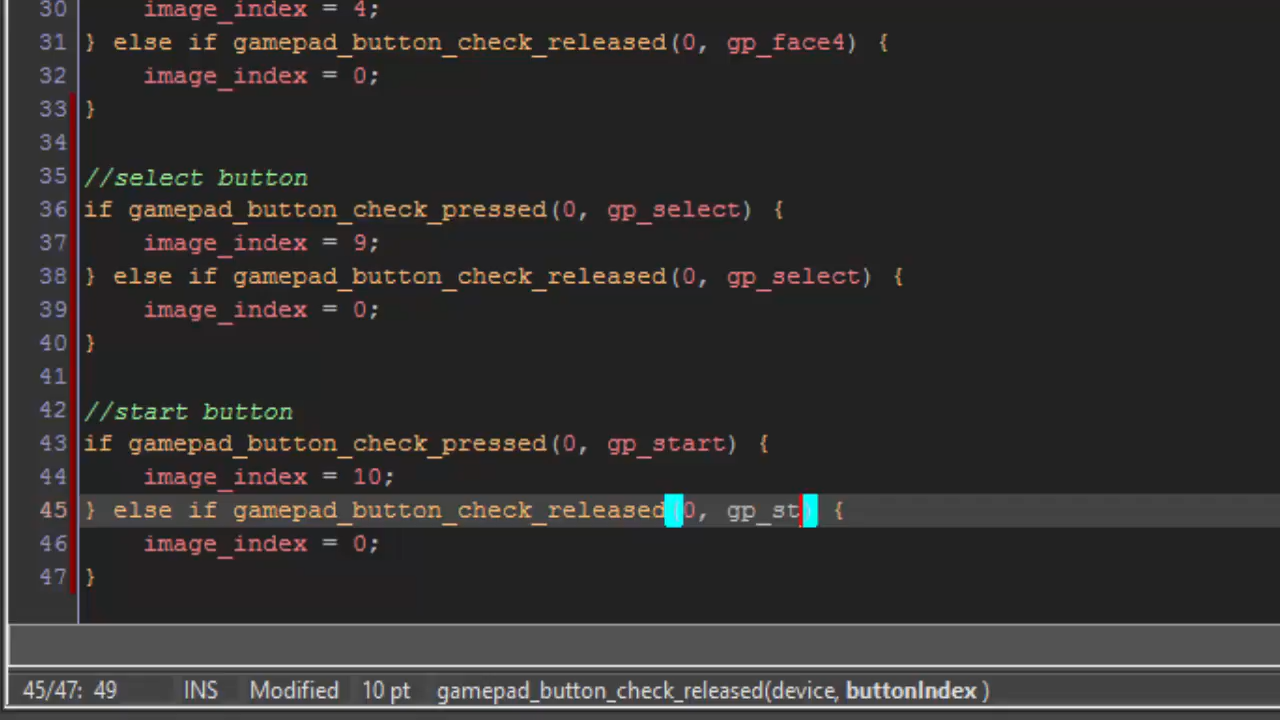 30 image_index = 4;
31 } else if gamepad_button_check_released(0, gp_face4) {
32 image_index = 0;
33 }
34
35 //select button
36 if gamepad_button_check_pressed(0, gp_select) {
37 image_index = 9;
38 } else if gamepad_button_check_released(0, gp_select) {
39 image_index = 0;
40 }
41
42 //start button
43 if gamepad_button_check_pressed(0, gp_start) {
44 image_index = 10;
45 } else if gamepad_button_check_released(0, gp_st) {
46 image_index = 0;
47 }
45/47: 49 INS Modified 10 pt gamepad_button_check_released(device, buttonIndex )